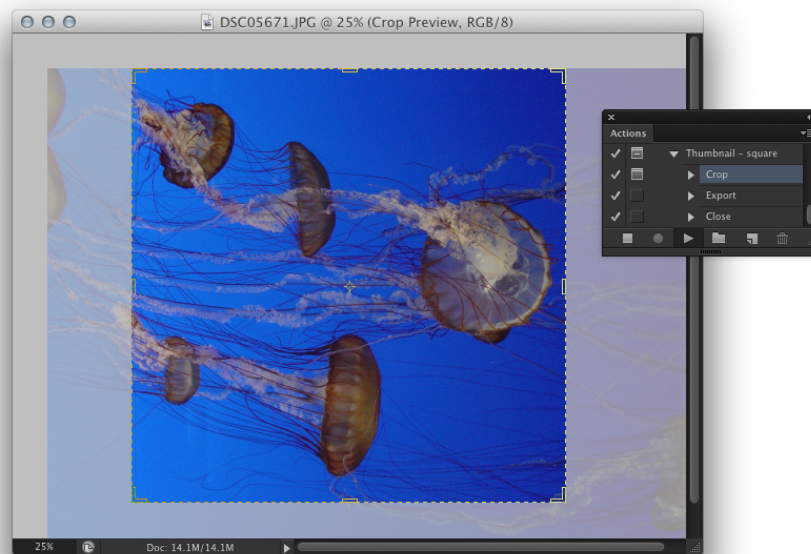 DSC05671.JPG @ 25% (Crop Preview, RGB/8)
Actions
Thumbnail – square
Crop
Export
Close
25%
Doc: 14.1M/14.1M